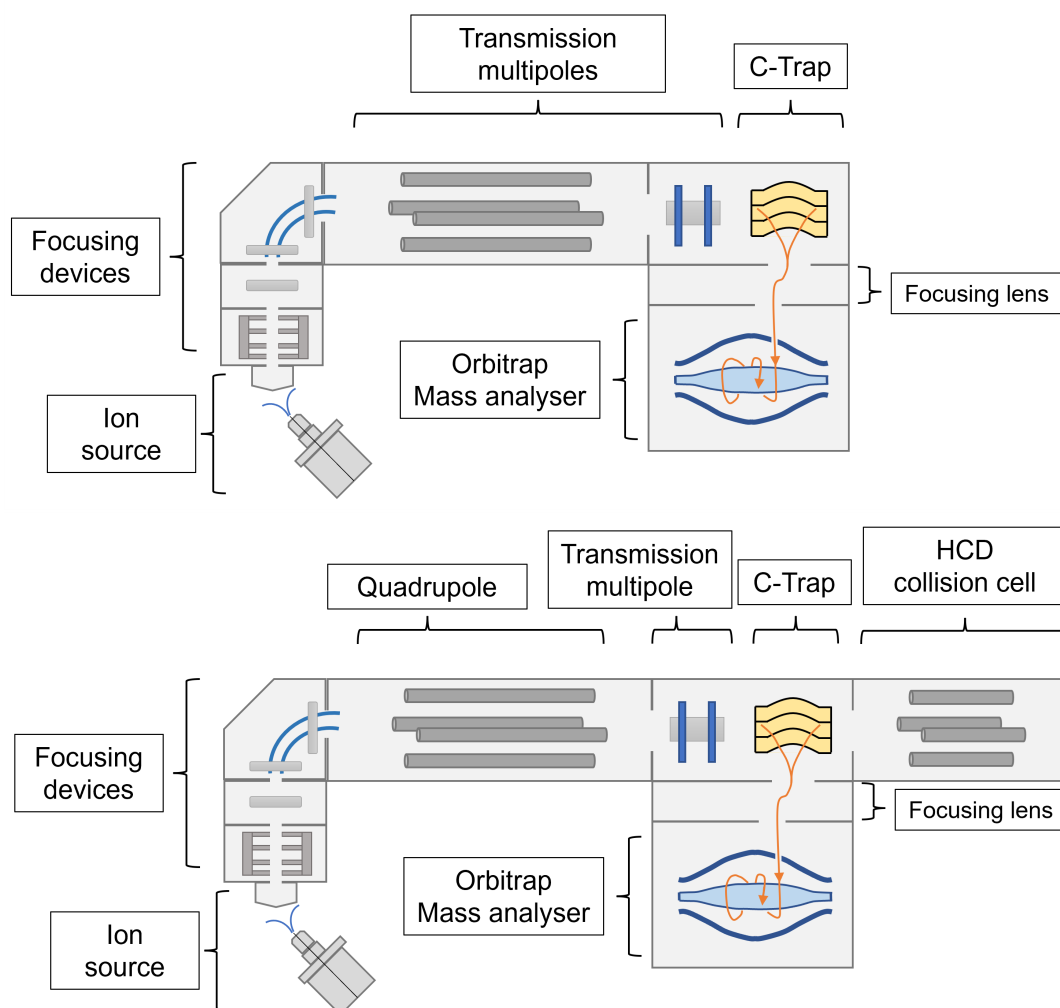 Transmission
multipoles
C-Trap
Focusing
devices
Focusing lens
Orbitrap
Mass analyser
Ion
source
HCD
collision cell
Transmission
multipole
Quadrupole
C-Trap
Focusing
devices
Focusing lens
Orbitrap
Mass analyser
Ion
source